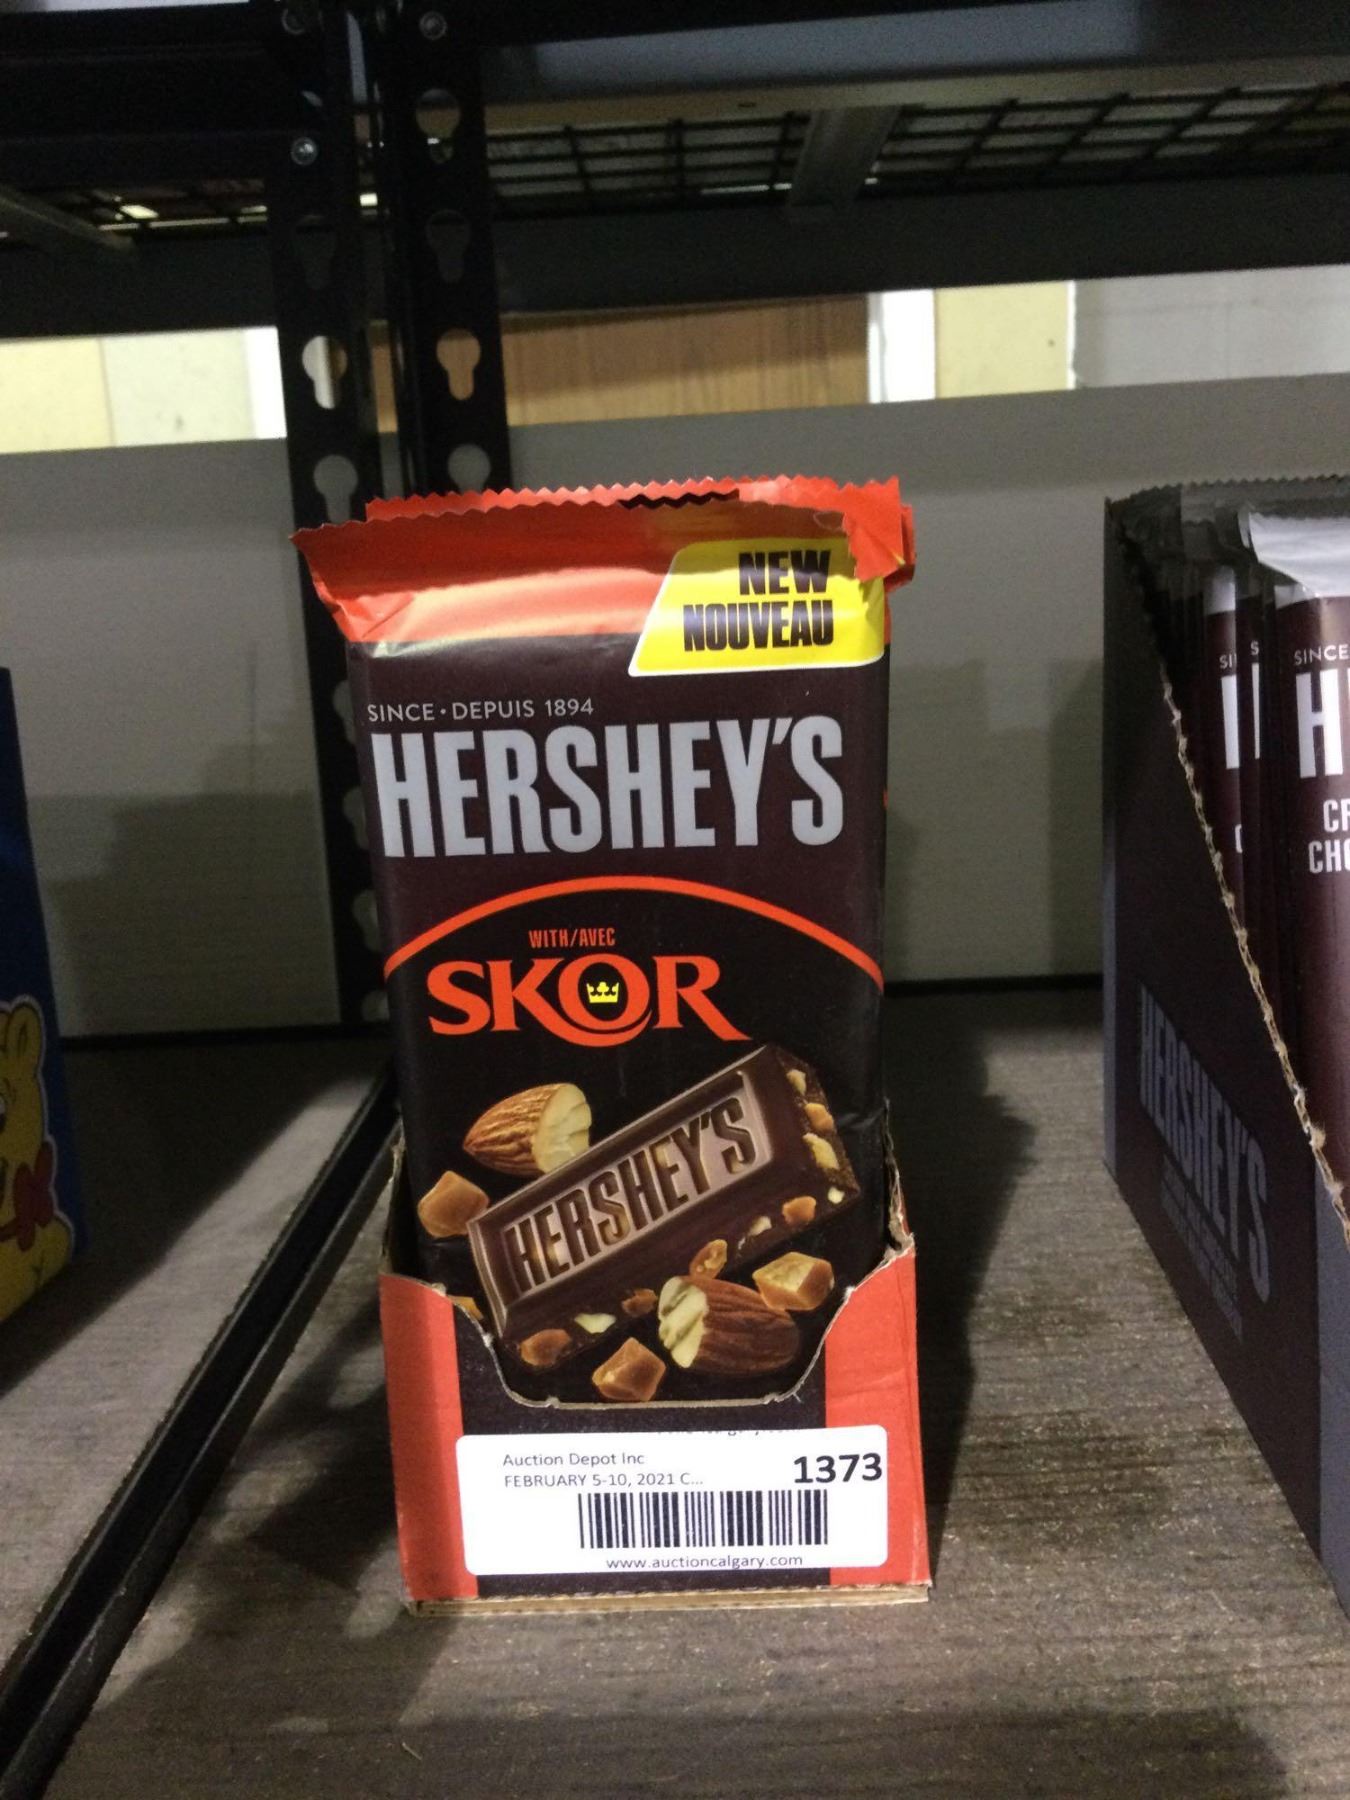 NEW
NOUVEAU
SINCE • DEPUIS 1894
HERSHEY'S
WITH/AVEC
SKOR
HERSHEY'S
Auction Depot Inc
1373
FEBRUARY 5-10, 2021 C...
www.auctioncalgary.com
SINCE
H
CHO
HERSHEY'S